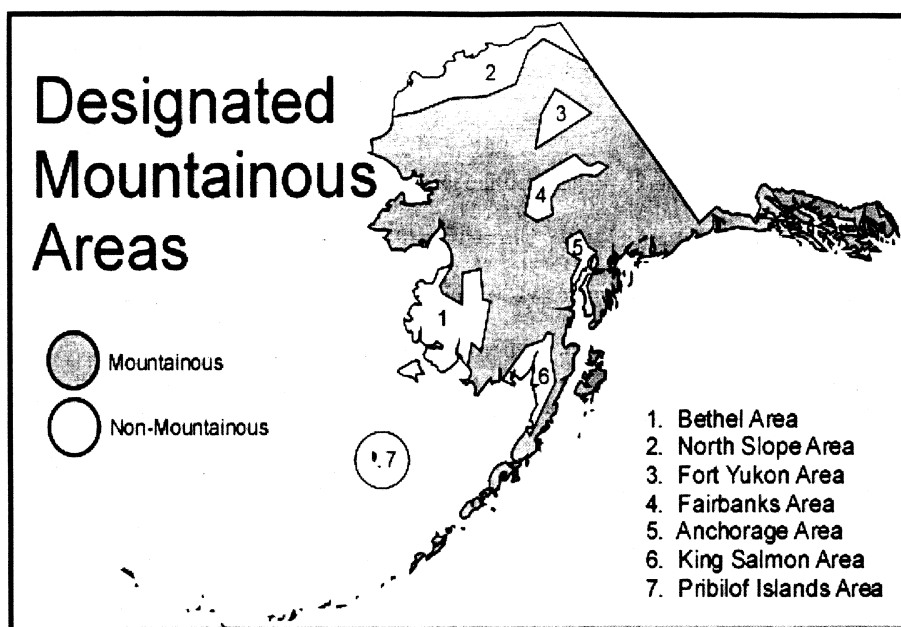 Designated
Mountainous
Areas
Mountainous
Non-Mountainous
1
2
3
4
5
6
7
1. Bethel Area
2. North Slope Area
3. Fort Yukon Area
4. Fairbanks Area
5. Anchorage Area
6. King Salmon Area
7. Pribilof Islands Area